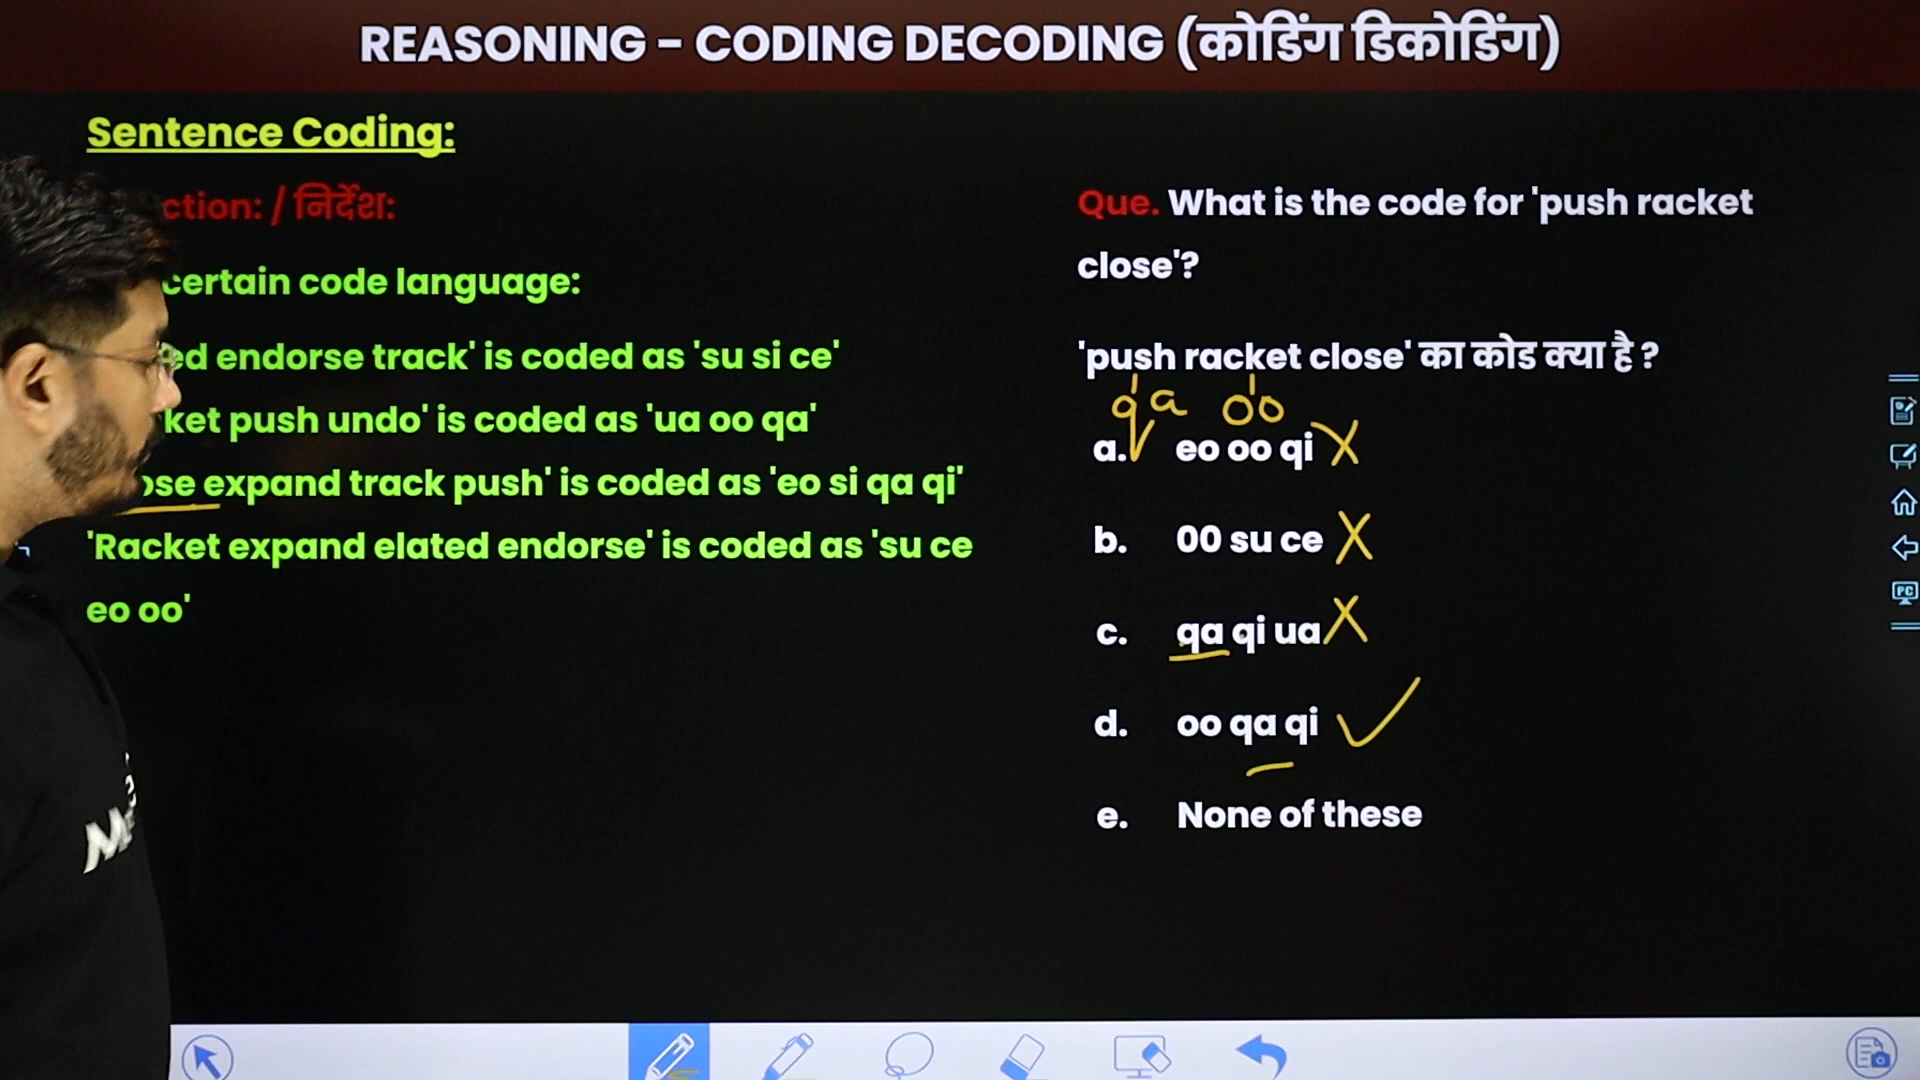 REASONING - CODING DECODING (कोडिंग डिकोडिंग)
Sentence Coding:
ction: / निर्देश:
certain code language:
ed endorse track' is coded as 'su si ce'
ket push undo' is coded as 'ua oo qa'
ose expand track push' is coded as 'eo si qa qi'
'Racket expand elated endorse' is coded as 'su ce
eo oo'
Que. What is the code for 'push racket
close'?
'push racket close' का कोड क्या है ?
qa oo
a. eo oo qi
b. 00 su ce
c. qa qi ua
d. oo qa qi
e. None of these
PC